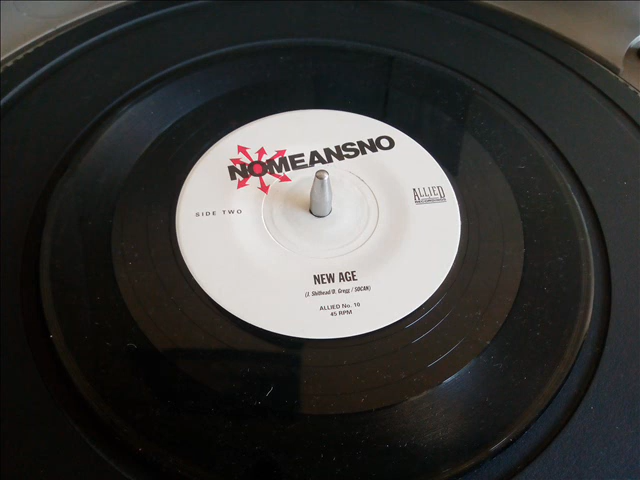 NOMEANSNO
SIDE TWO
ALLIED
NEW AGE
(J. Shithead/D. Gregg / SOCAN)
ALLIED No. 10
45 RPM